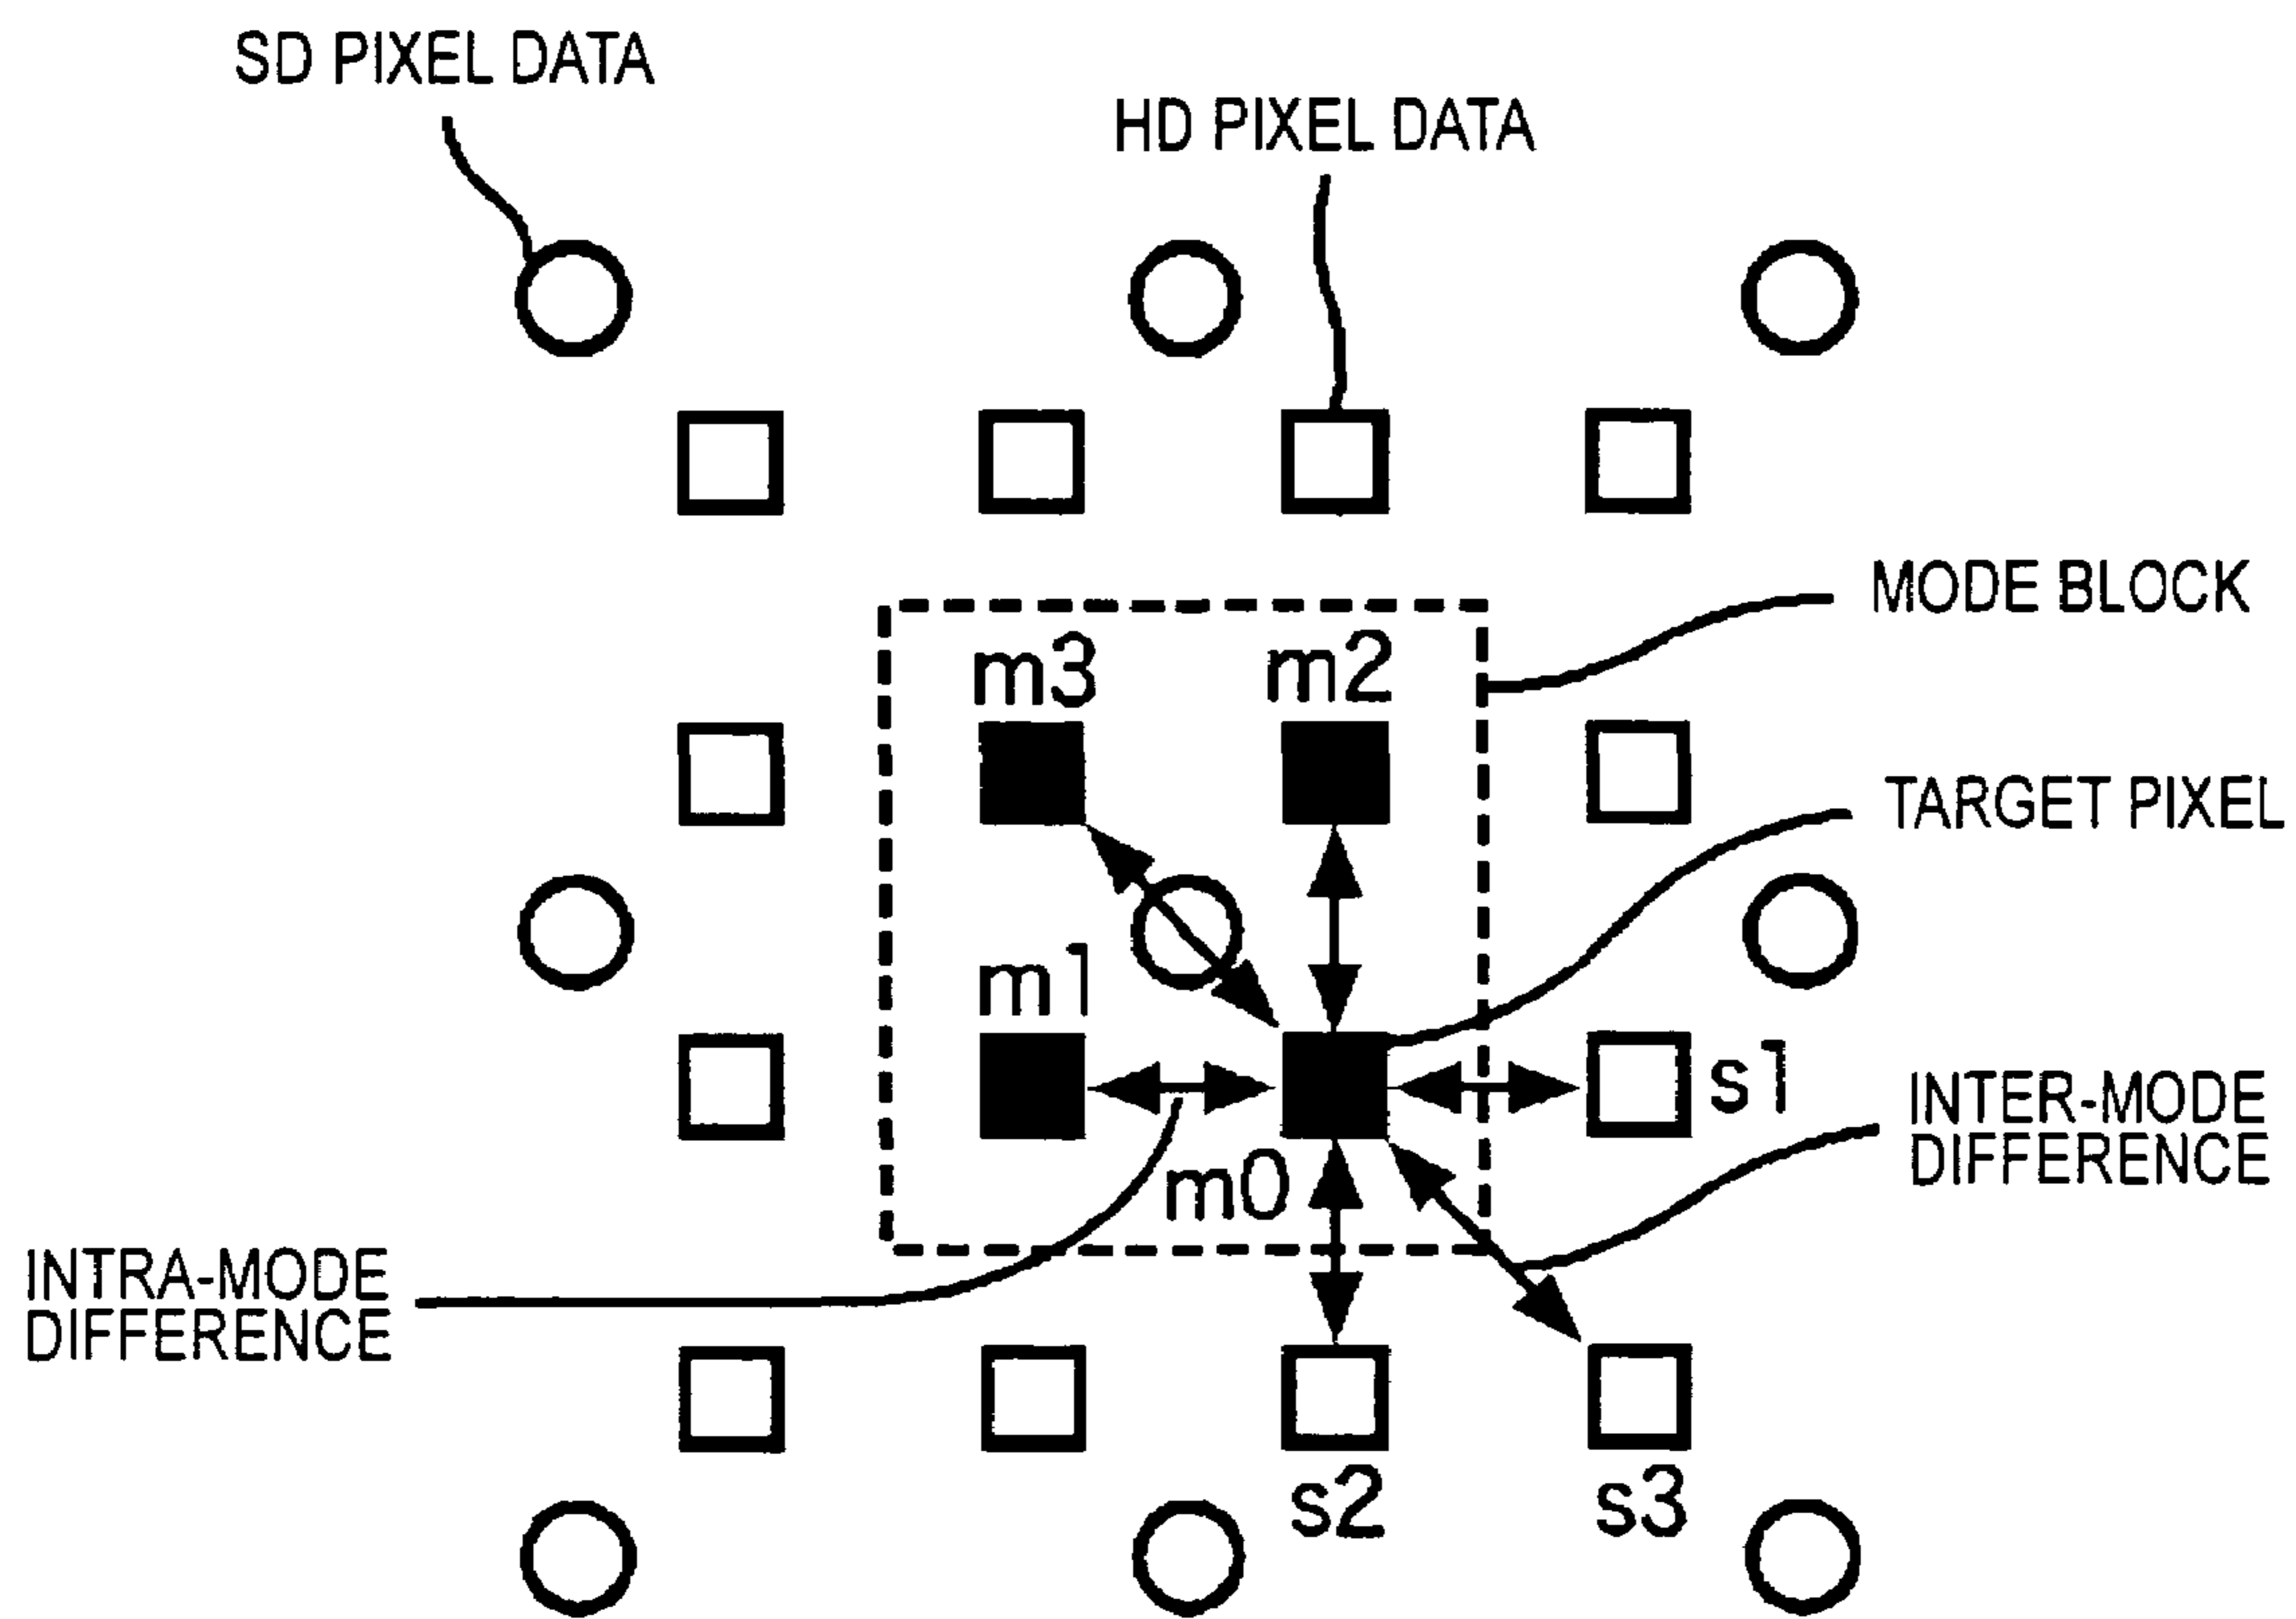 SD PIXEL DATA
HD PIXEL DATA
MODE BLOCK
m3
m2
TARGET PIXEL
m1
s1
INTER-MODE
DIFFERENCE
m0
INTRA-MODE
DIFFERENCE
s2
s3